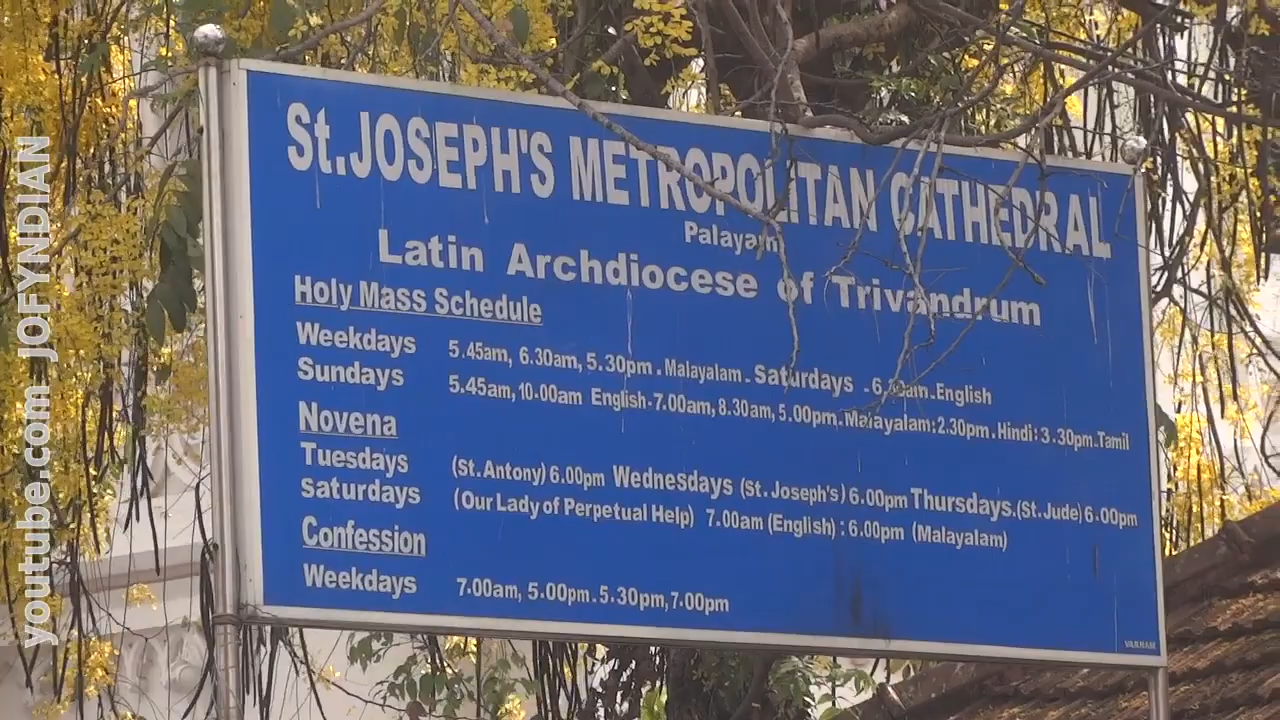 St.JOSEPH'S METROPOLITAN CATHEDRAL
Palayam
Latin Archdiocese of Trivandrum
Holy Mass Schedule
Weekdays 5.45am, 6.30am, 5.30pm.Malayalam.Saturdays -6. am.English
Sundays 5.45am,10.00am English-7.00am,8.30am,5.00pm.Malayalam:2.30pm.Hindi:3.30pm.Tamil
Novena
Tuesdays (St.Antony)6.00pm Wednesdays (St.Joseph's)6.00pm Thursdays.(St.Jude)6.00pm
Saturdays (Our Lady of Perpetual Help) 7.00am(English):6.00pm (Malayalam)
Confession
Weekdays 7.00am, 5.00pm.5.30pm,7.00pm
VARNAM
youtube.com JOFYNDIAN